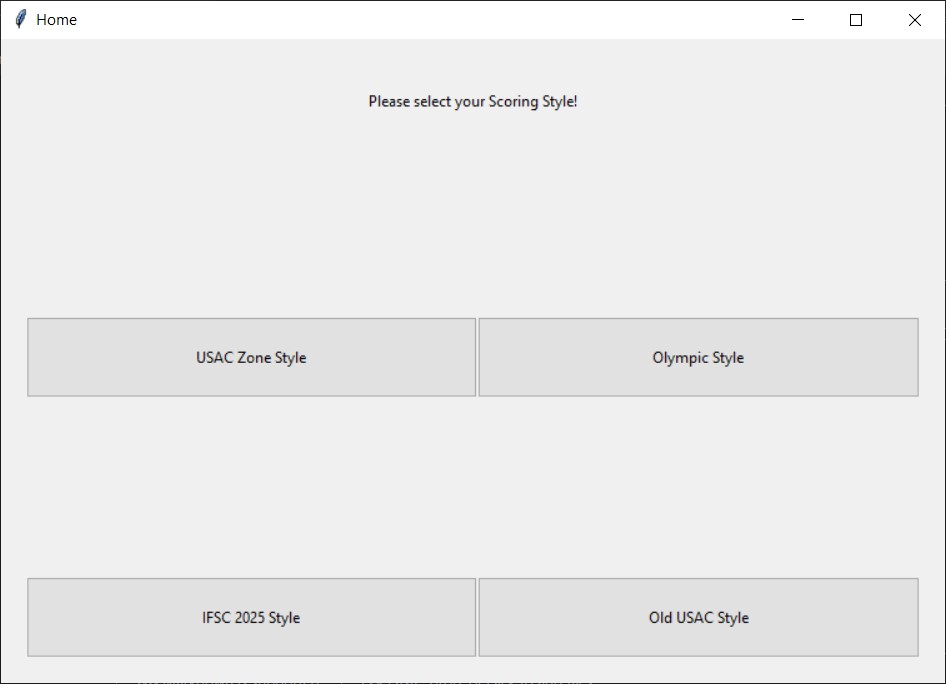 Home
Please select your Scoring Style!
USAC Zone Style
Olympic Style
IFSC 2025 Style
Old USAC Style